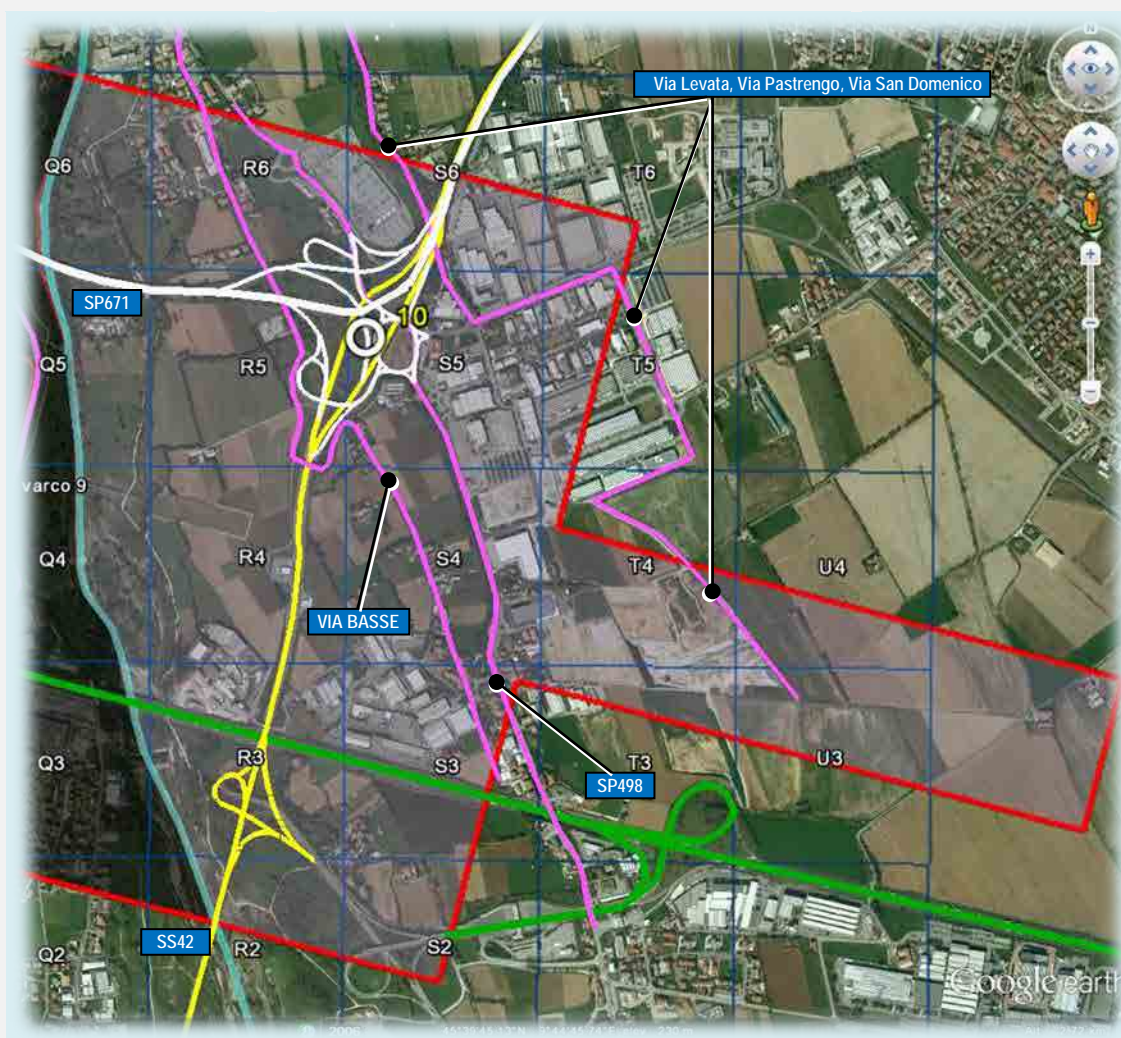 N
Via Levata, Via Pastrengo, Via San Domenico
Q6
R6
S6
T6
SP671
10
1
Q5
R5
S5
T5
varco 9
Q4
R4
S4
T4
U4
VIA BASSE
Q3
R3
S3
T3
U3
SP498
SS42
Q2
R2
S2
Google earth
2006